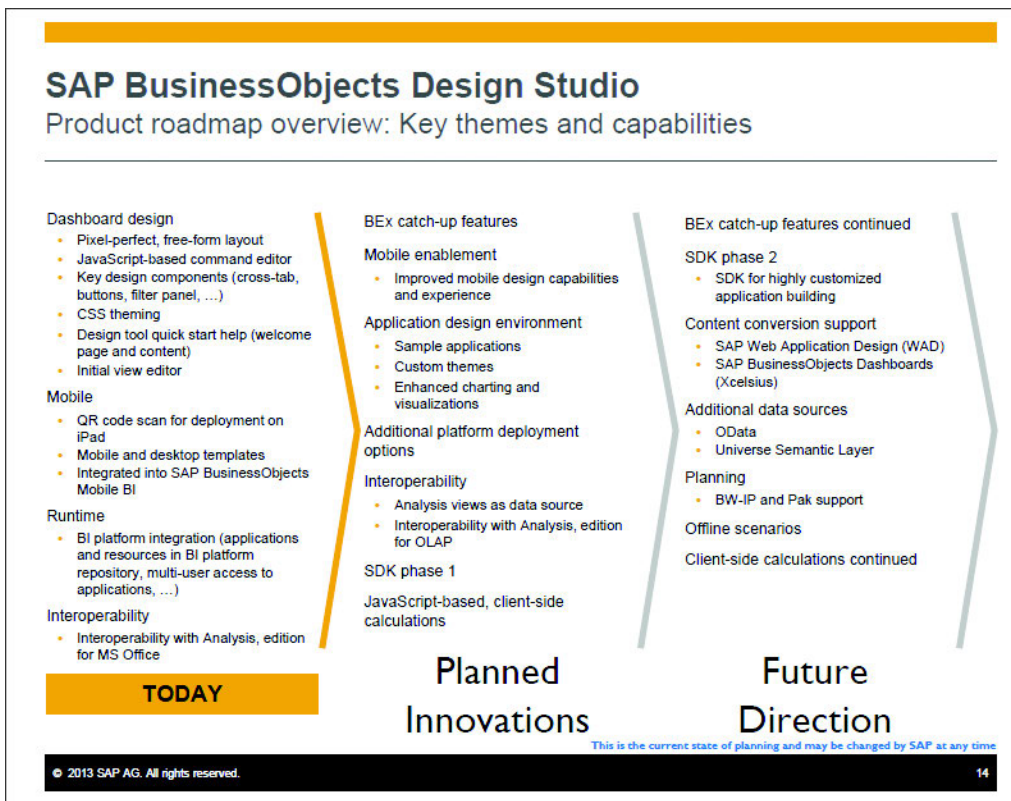 SAP BusinessObjects Design Studio
Product roadmap overview: Key themes and capabilities
Dashboard design
• Pixel-perfect, free-form layout
• JavaScript-based command editor
• Key design components (cross-tab,
buttons, filter panel, …)
• CSS theming
• Design tool quick start help (welcome
page and content)
• Initial view editor
Mobile
• QR code scan for deployment on
iPad
• Mobile and desktop templates
• Integrated into SAP BusinessObjects
Mobile BI
Runtime
• BI platform integration (applications
and resources in BI platform
repository, multi-user access to
applications, …)
Interoperability
• Interoperability with Analysis, edition
for MS Office
TODAY
BEx catch-up features
Mobile enablement
• Improved mobile design capabilities
and experience
Application design environment
• Sample applications
• Custom themes
• Enhanced charting and
visualizations
Additional platform deployment
options
Interoperability
• Analysis views as data source
• Interoperability with Analysis, edition
for OLAP
SDK phase 1
JavaScript-based, client-side
calculations
Planned
Innovations
BEx catch-up features continued
SDK phase 2
• SDK for highly customized
application building
Content conversion support
• SAP Web Application Design (WAD)
• SAP BusinessObjects Dashboards
(Xcelsius)
Additional data sources
• OData
• Universe Semantic Layer
Planning
• BW-IP and Pak support
Offline scenarios
Client-side calculations continued
Future
Direction
This is the current state of planning and may be changed by SAP at any time
© 2013 SAP AG. All rights reserved.
14